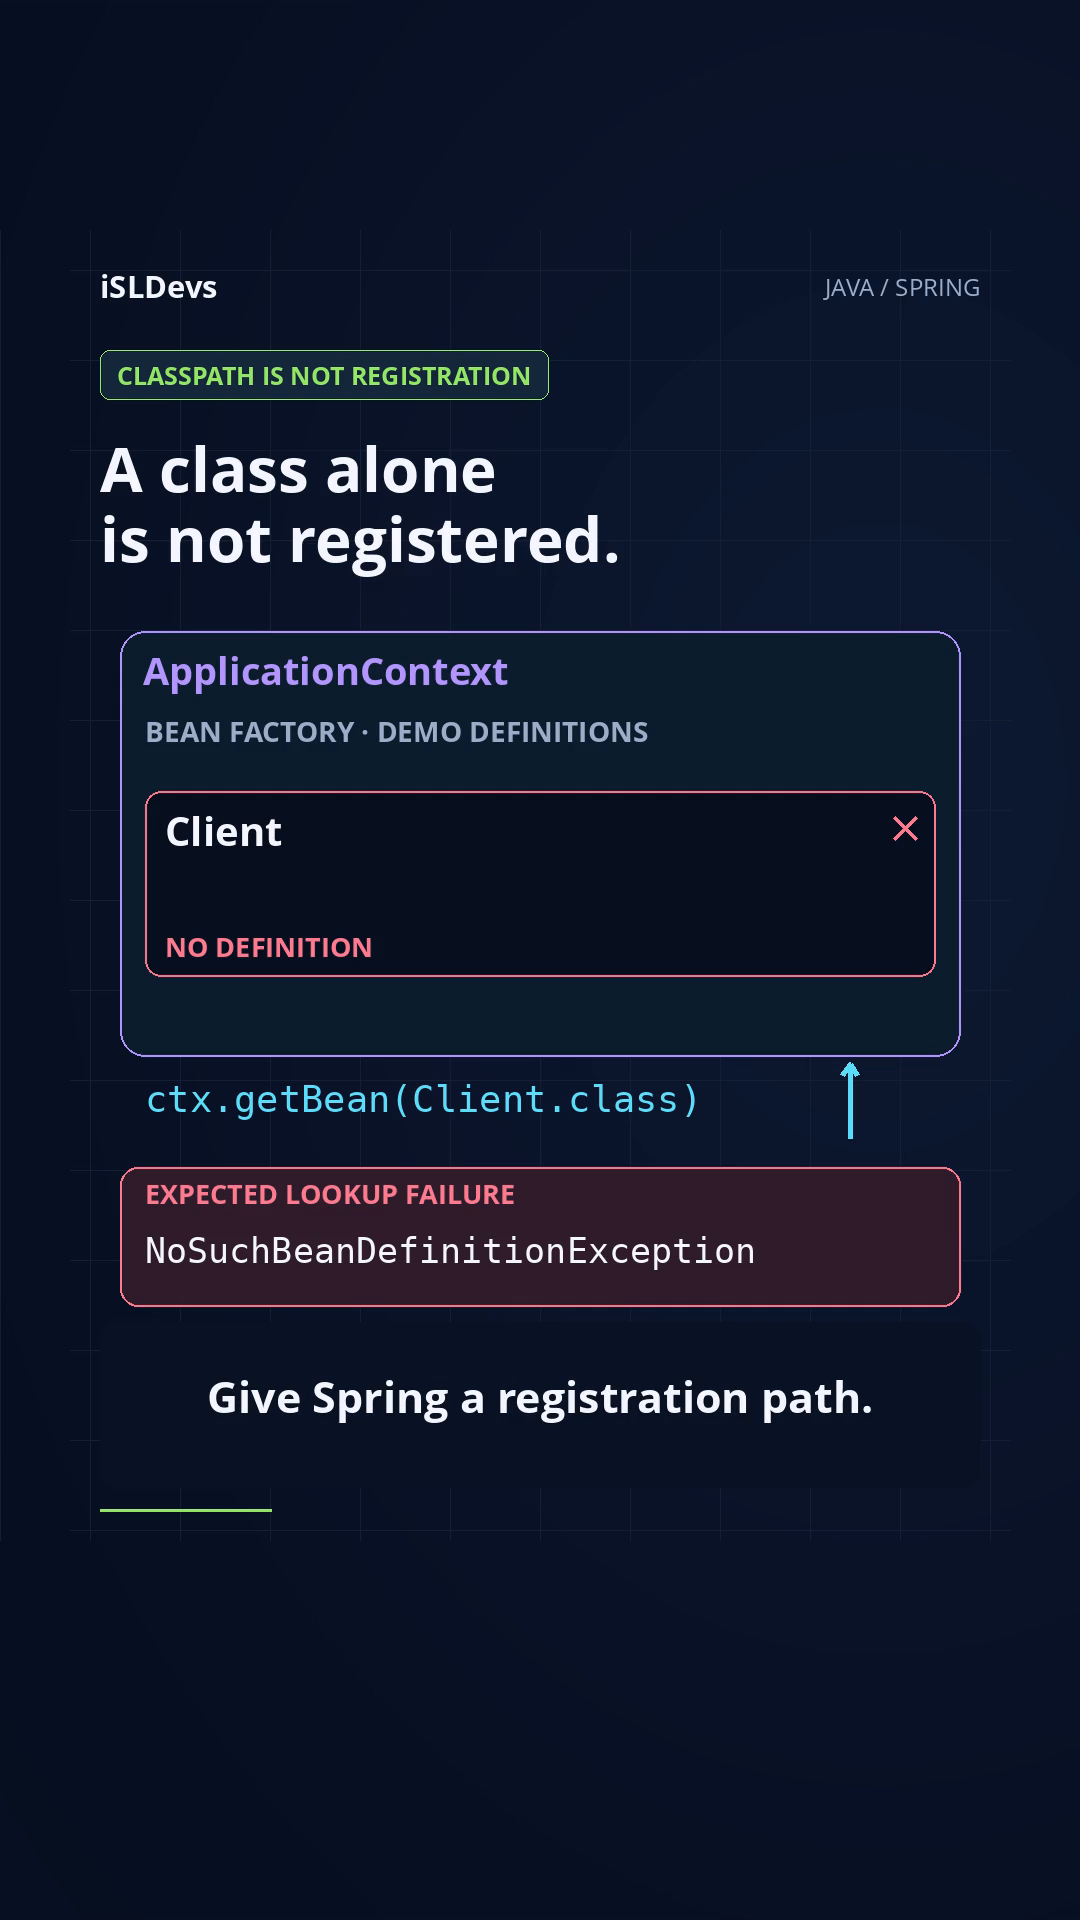 iSLDevs
JAVA / SPRING
CLASSPATH IS NOT REGISTRATION
A class alone
is not registered.
ApplicationContext
BEAN FACTORY · DEMO DEFINITIONS
Client
NO DEFINITION
ctx.getBean(Client.class)
EXPECTED LOOKUP FAILURE
NoSuchBeanDefinitionException
Give Spring a registration path.